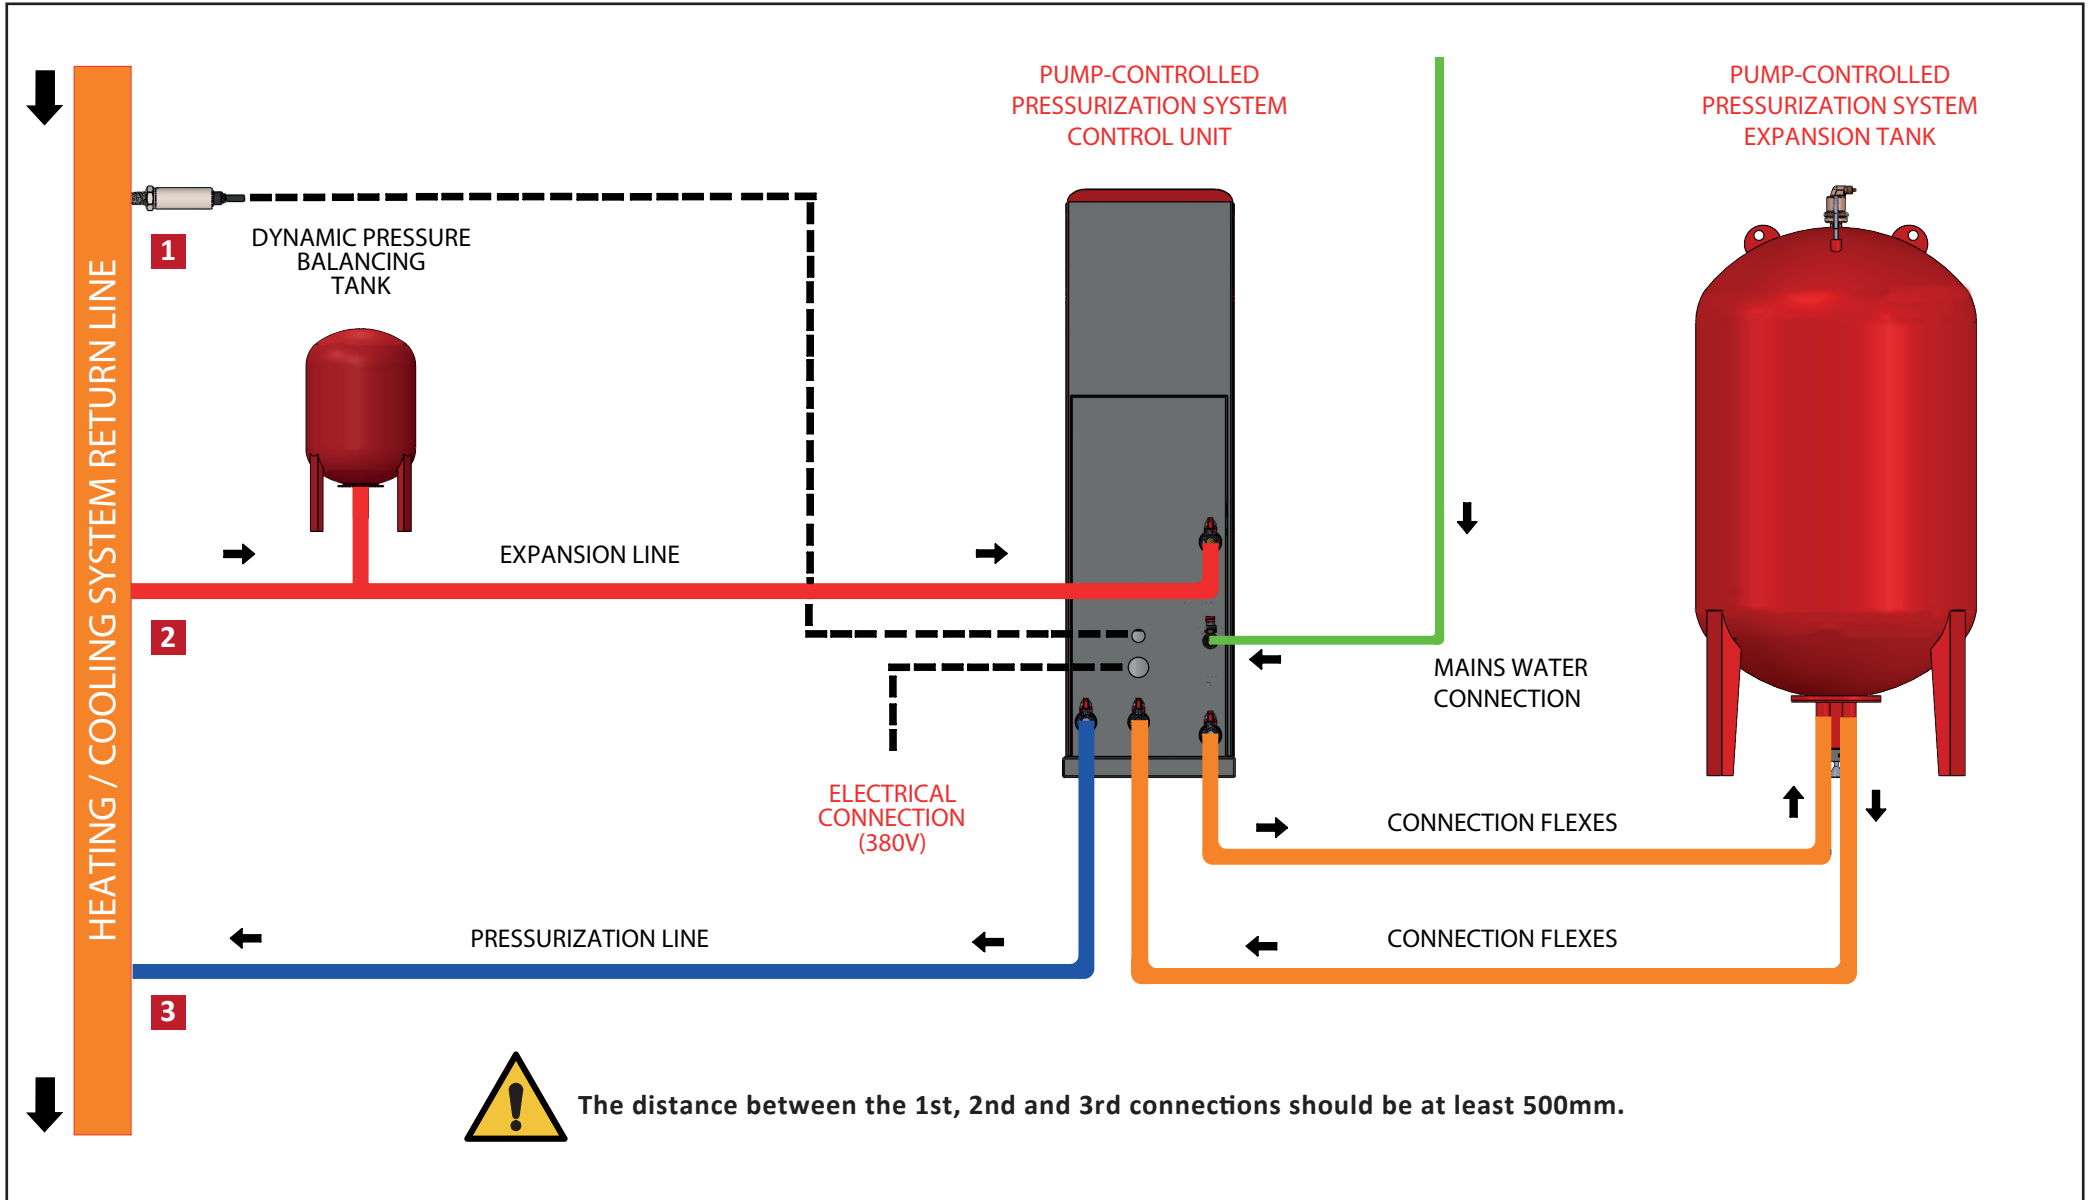 PUMP-CONTROLLED
PRESSURIZATION SYSTEM
CONTROL UNIT
PUMP-CONTROLLED
PRESSURIZATION SYSTEM
EXPANSION TANK
HEATING / COOLING SYSTEM RETURN LINE
1
DYNAMIC PRESSURE
BALANCING
TANK
EXPANSION LINE
2
MAINS WATER
CONNECTION
ELECTRICAL
CONNECTION
(380V)
CONNECTION FLEXES
PRESSURIZATION LINE
CONNECTION FLEXES
3
The distance between the 1st, 2nd and 3rd connections should be at least 500mm.